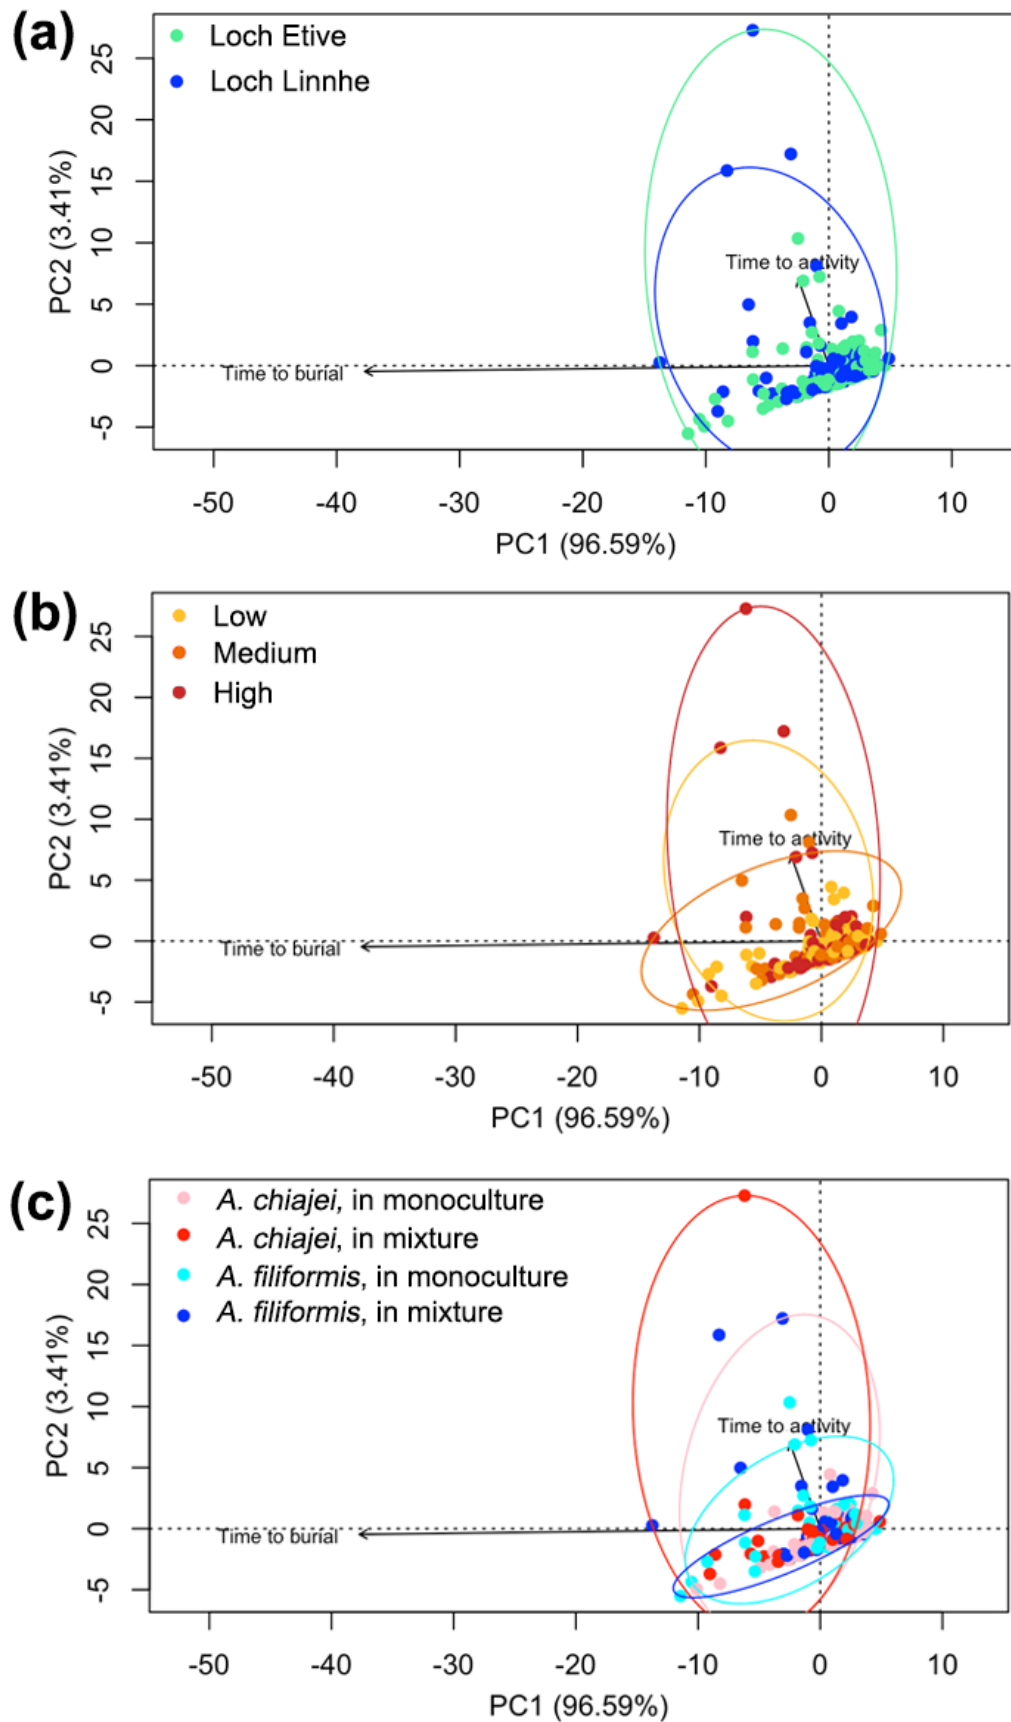 (a)
Loch Etive
Loch Linnhe
25
20
15
10
5
0
-5
PC2 (3.41%)
Time to activity
Time to burial
-50 -40 -30 -20 -10 0 10
PC1 (96.59%)
(b)
Low
Medium
High
25
20
15
10
5
0
-5
PC2 (3.41%)
Time to activity
Time to burial
-50 -40 -30 -20 -10 0 10
PC1 (96.59%)
(c)
A. chiajei, in monoculture
A. chiajei, in mixture
A. filiformis, in monoculture
A. filiformis, in mixture
25
20
15
10
5
0
-5
PC2 (3.41%)
Time to activity
Time to burial
-50 -40 -30 -20 -10 0 10
PC1 (96.59%)